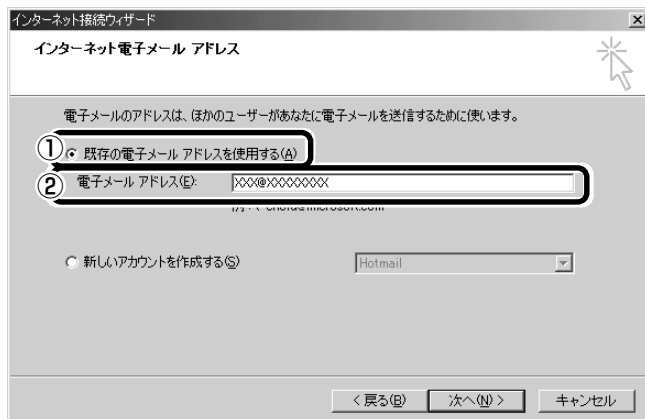 インターネット接続ウィザード
インターネット電子メール アドレス
電子メールのアドレスは、ほかのユーザーがあなたに電子メールを送信するために使います。
① 既存の電子メール アドレスを使用する(A)
② 電子メール アドレス(E): XXX@XXXXXXXX
microsoft.com
新しいアカウントを作成する(S) Hotmail
< 戻る(B) 次へ(N) > キャンセル